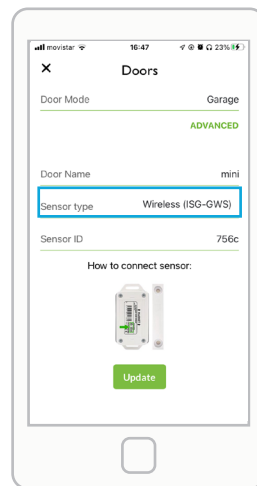 movistar 16:47 23%
× Doors
Door Mode Garage
ADVANCED
Door Name mini
Sensor type Wireless (ISG-GWS)
Sensor ID 756c
How to connect sensor:
Update